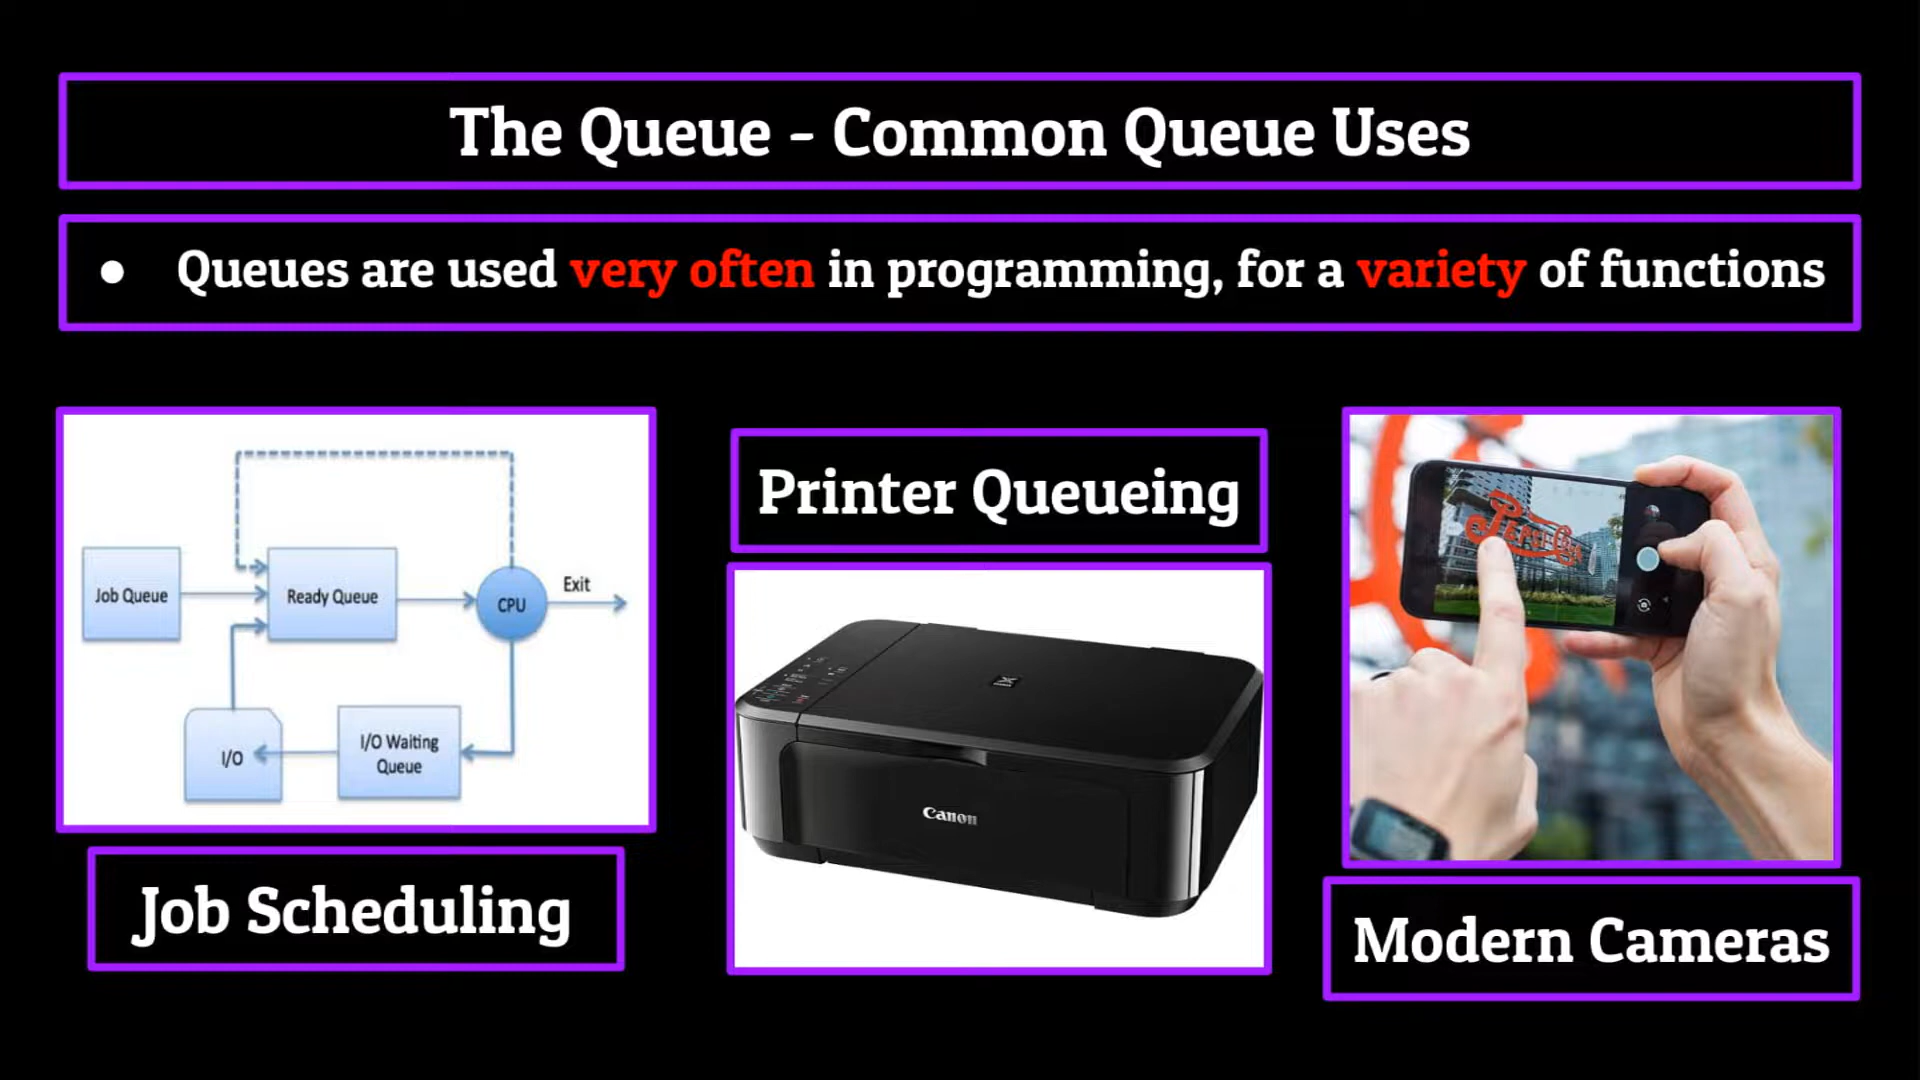 The Queue - Common Queue Uses
● Queues are used very often in programming, for a variety of functions
Job Queue
Ready Queue
CPU
Exit
I/O
I/O Waiting
Queue
Job Scheduling
Printer Queueing
Canon
Modern Cameras